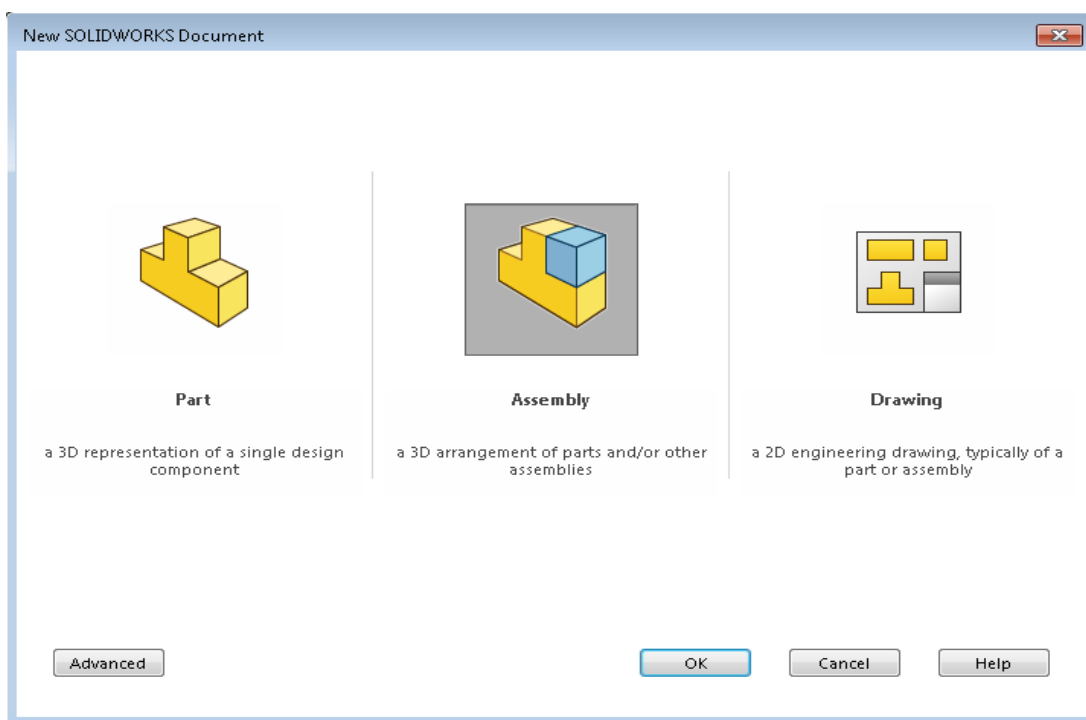 New SOLIDWORKS Document
Part
a 3D representation of a single design
component
Assembly
a 3D arrangement of parts and/or other
assemblies
Drawing
a 2D engineering drawing, typically of a
part or assembly
Advanced
OK
Cancel
Help